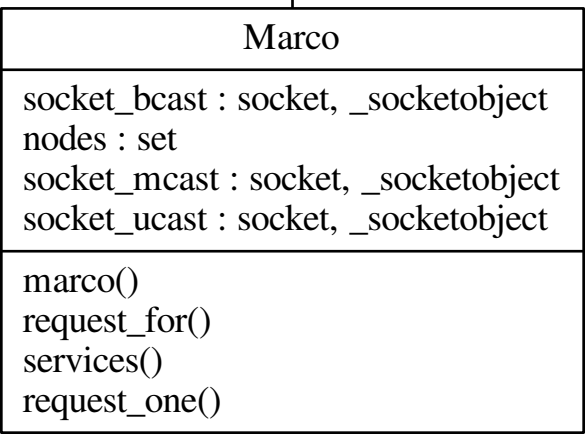 Marco
socket_bcast : socket, _socketobject
nodes : set
socket_mcast : socket, _socketobject
socket_ucast : socket, _socketobject
marco()
request_for()
services()
request_one()